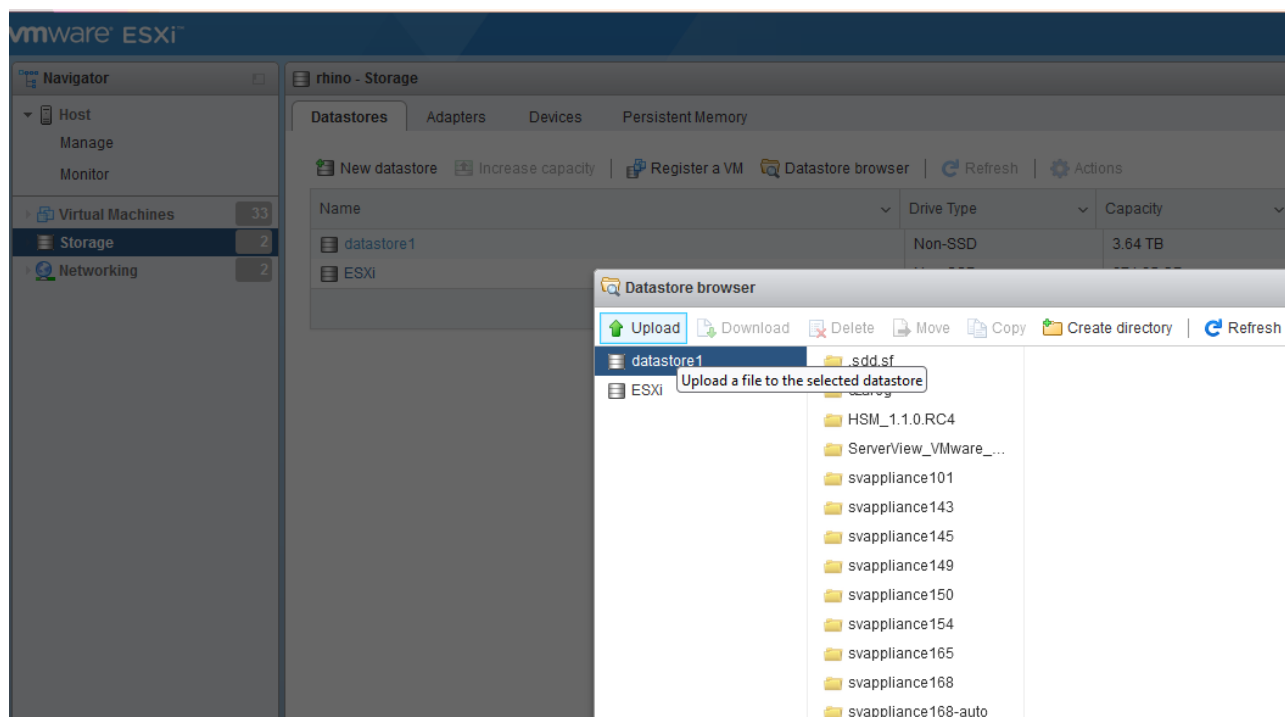 vmware ESXi™
Navigator
rhino - Storage
Host
Manage
Monitor
Virtual Machines 33
Storage 2
Networking 2
Datastores Adapters Devices Persistent Memory
New datastore Increase capacity Register a VM Datastore browser Refresh Actions
Name Drive Type Capacity
datastore1 Non-SSD 3.64 TB
ESXi
Datastore browser
Upload Download Delete Move Copy Create directory Refresh
datastore1
ESXi
Upload a file to the selected datastore
.sdd.sf
HSM_1.1.0.RC4
ServerView_VMware_...
svappliance101
svappliance143
svappliance145
svappliance149
svappliance150
svappliance154
svappliance165
svappliance168
svappliance168-auto